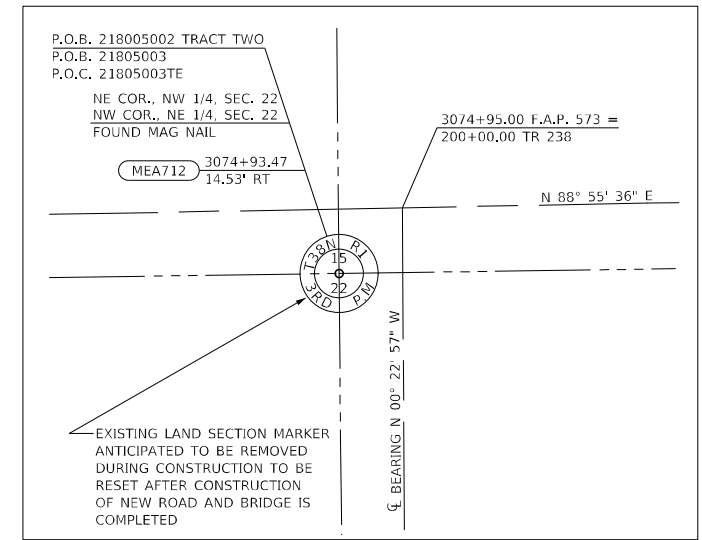 P.O.B. 218005002 TRACT TWO
P.O.B. 21805003
P.O.C. 21805003TE
NE COR., NW 1/4, SEC. 22
NW COR., NE 1/4, SEC. 22
FOUND MAG NAIL
MEA712
3074+93.47
14.53' RT
3074+95.00 F.A.P. 573 =
200+00.00 TR 238
N 88° 55' 36" E
T38N R1
15
22
3RD P.M
℄ BEARING N 00° 22' 57" W
EXISTING LAND SECTION MARKER
ANTICIPATED TO BE REMOVED
DURING CONSTRUCTION TO BE
RESET AFTER CONSTRUCTION
OF NEW ROAD AND BRIDGE IS
COMPLETED